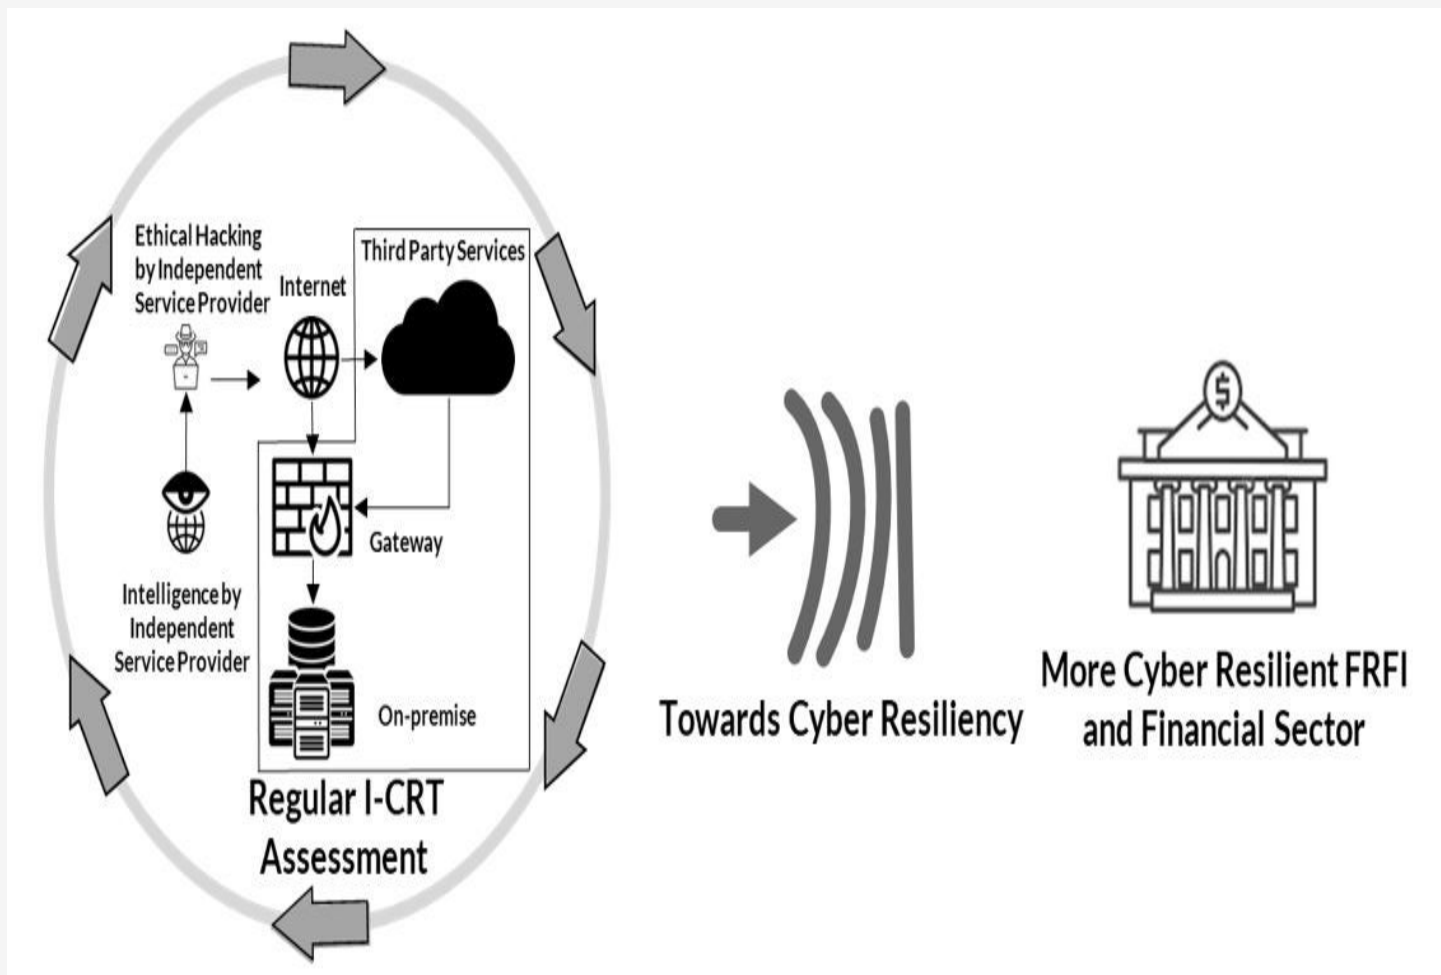 Ethical Hacking
by Independent
Service Provider
Internet
Third Party Services
Gateway
Intelligence by
Independent
Service Provider
On-premise
Regular I-CRT
Assessment
Towards Cyber Resiliency
$
More Cyber Resilient FRFI
and Financial Sector